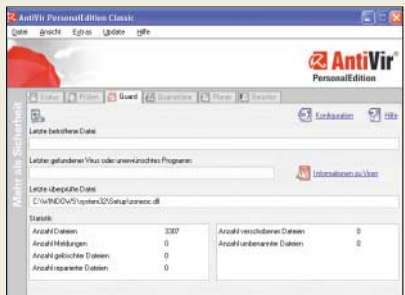 AntiVir PersonalEdition Classic
Datei Ansicht Extras Update Hilfe
AntiVir®
PersonalEdition
Status Prüfen Guard Quarantäne Planer Berichte
Mehr als Sicherheit
Konfiguration Hilfe
Letzte betroffene Datei
Letzter gefundener Virus oder unerwünschtes Programm:
Informationen zu Viren
Letzte überprüfte Datei
C:\WINDOWS\system32\Setup\zoneoc.dll
Statistik:
Anzahl Dateien 3307
Anzahl Meldungen 0
Anzahl gelöschter Dateien 0
Anzahl reparierter Dateien 0
Anzahl verschobener Dateien 0
Anzahl umbenannter Dateien 0